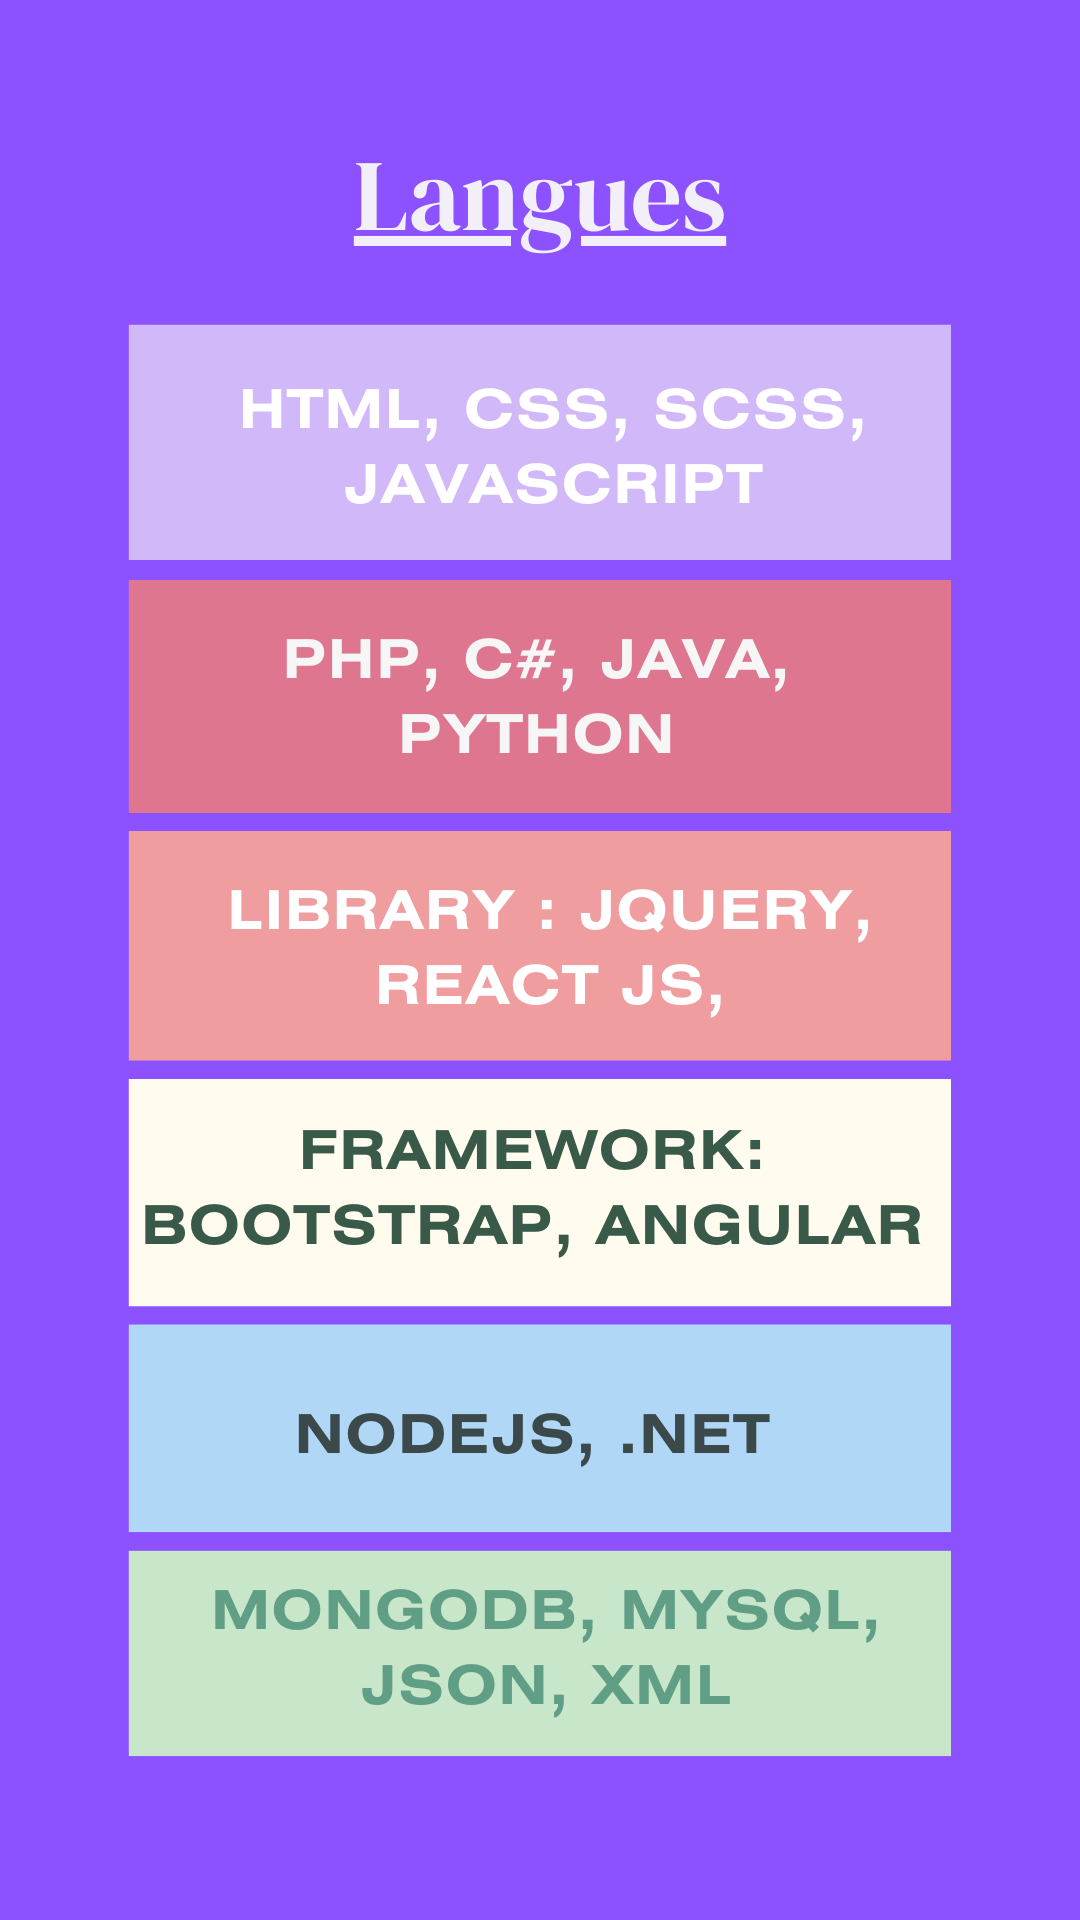 Langues
HTML, CSS, SCSS,
JAVASCRIPT
PHP, C#, JAVA,
PYTHON
LIBRARY : JQUERY,
REACT JS,
FRAMEWORK:
BOOTSTRAP, ANGULAR
NODEJS, .NET
MONGODB, MYSQL,
JSON, XML